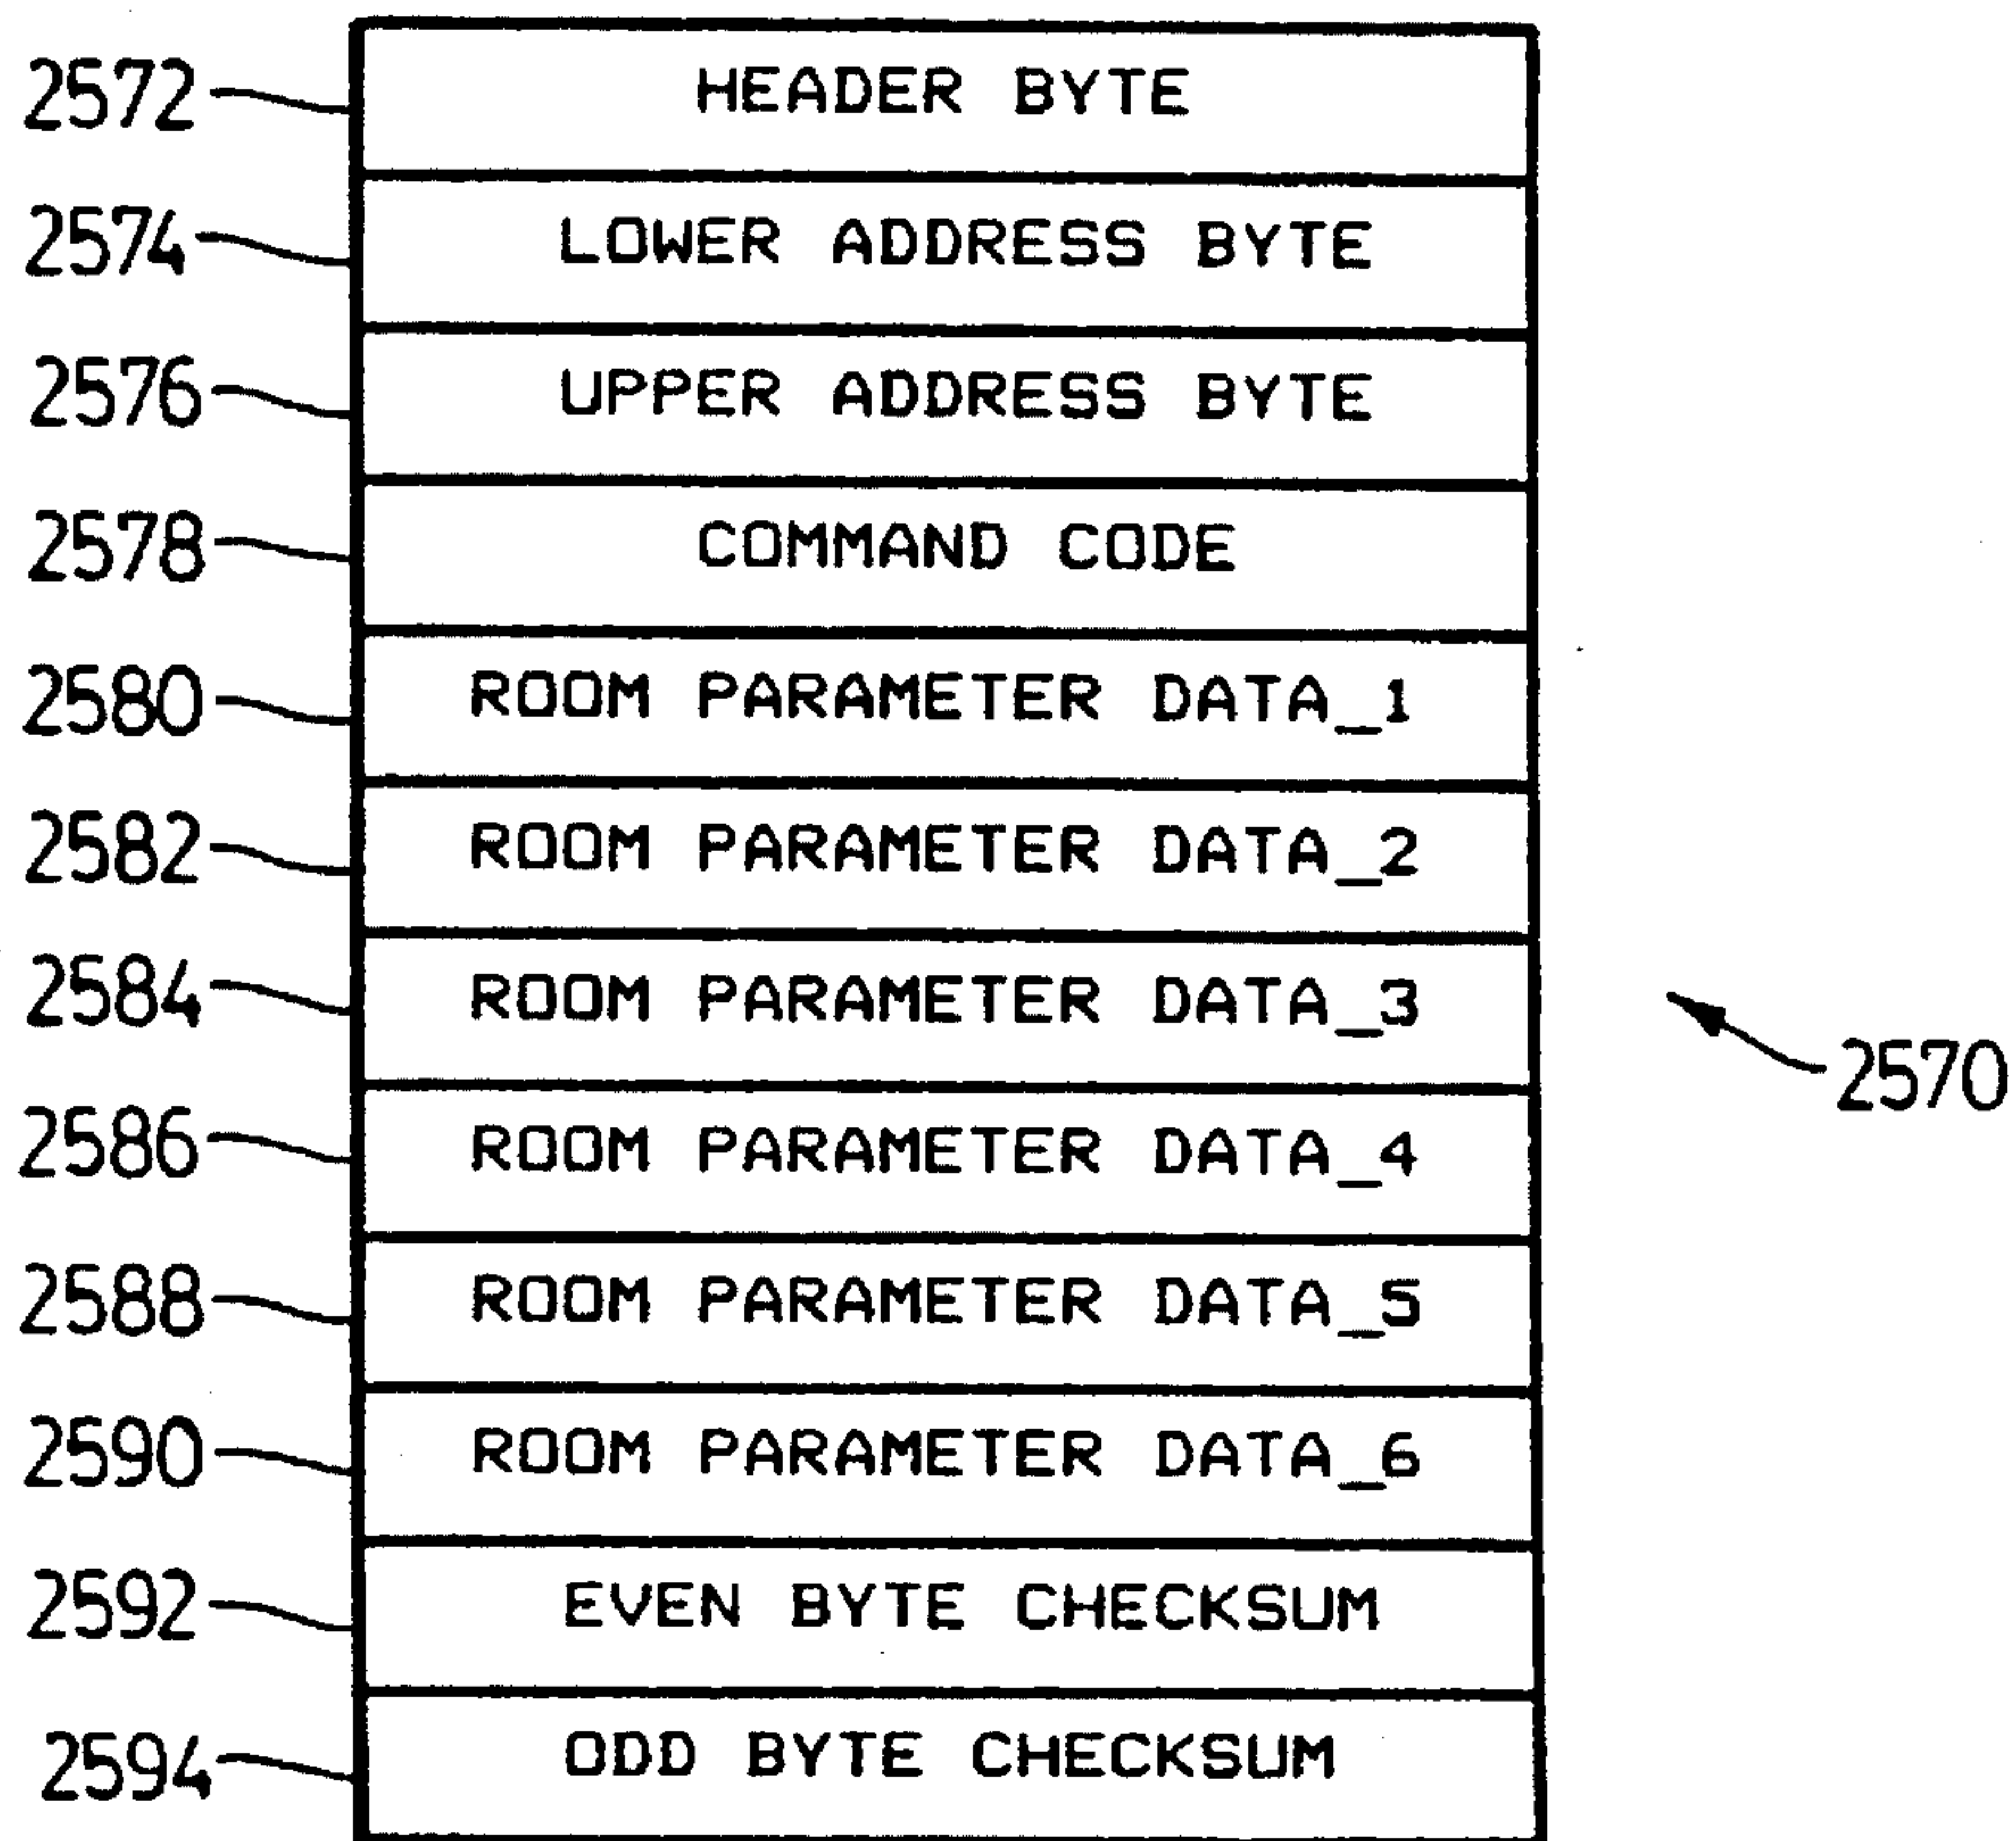 2572 HEADER BYTE
2574 LOWER ADDRESS BYTE
2576 UPPER ADDRESS BYTE
2578 COMMAND CODE
2580 ROOM PARAMETER DATA_1
2582 ROOM PARAMETER DATA_2
2584 ROOM PARAMETER DATA_3
2570
2586 ROOM PARAMETER DATA_4
2588 ROOM PARAMETER DATA_5
2590 ROOM PARAMETER DATA_6
2592 EVEN BYTE CHECKSUM
2594 ODD BYTE CHECKSUM